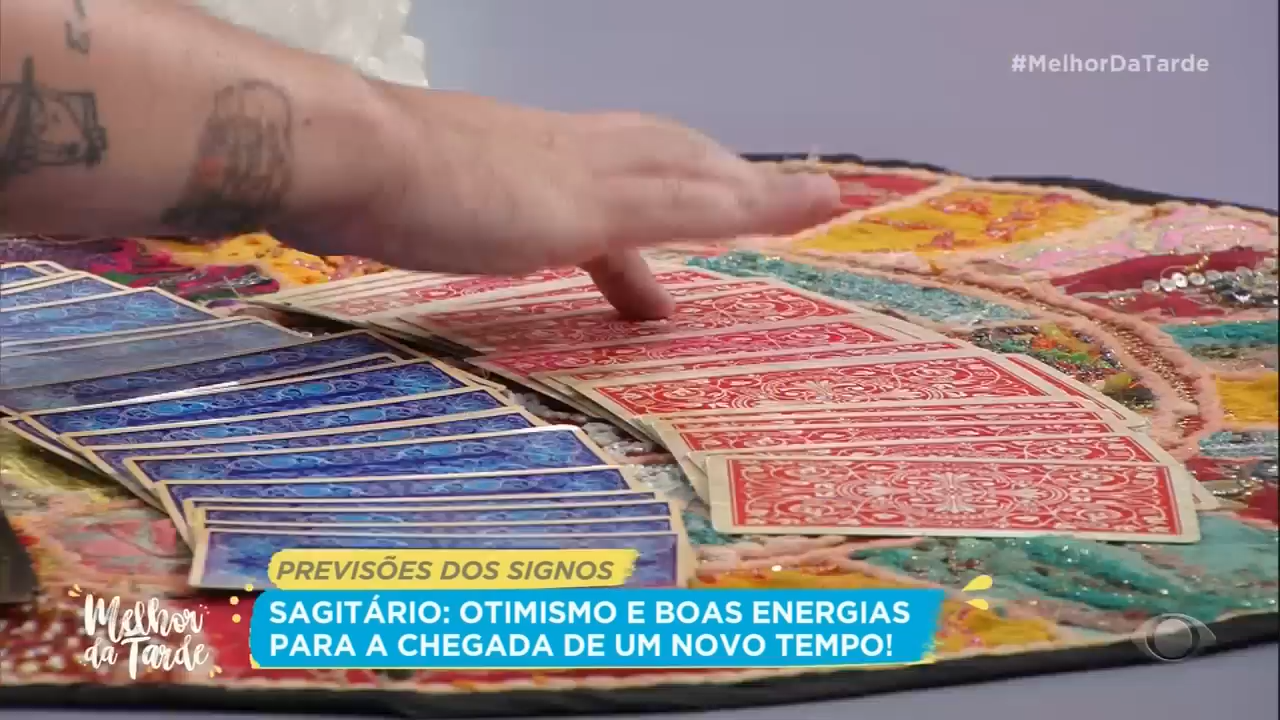 #MelhorDaTarde
PREVISÕES DOS SIGNOS
SAGITÁRIO: OTIMISMO E BOAS ENERGIAS
PARA A CHEGADA DE UM NOVO TEMPO!
Melhor
da Tarde